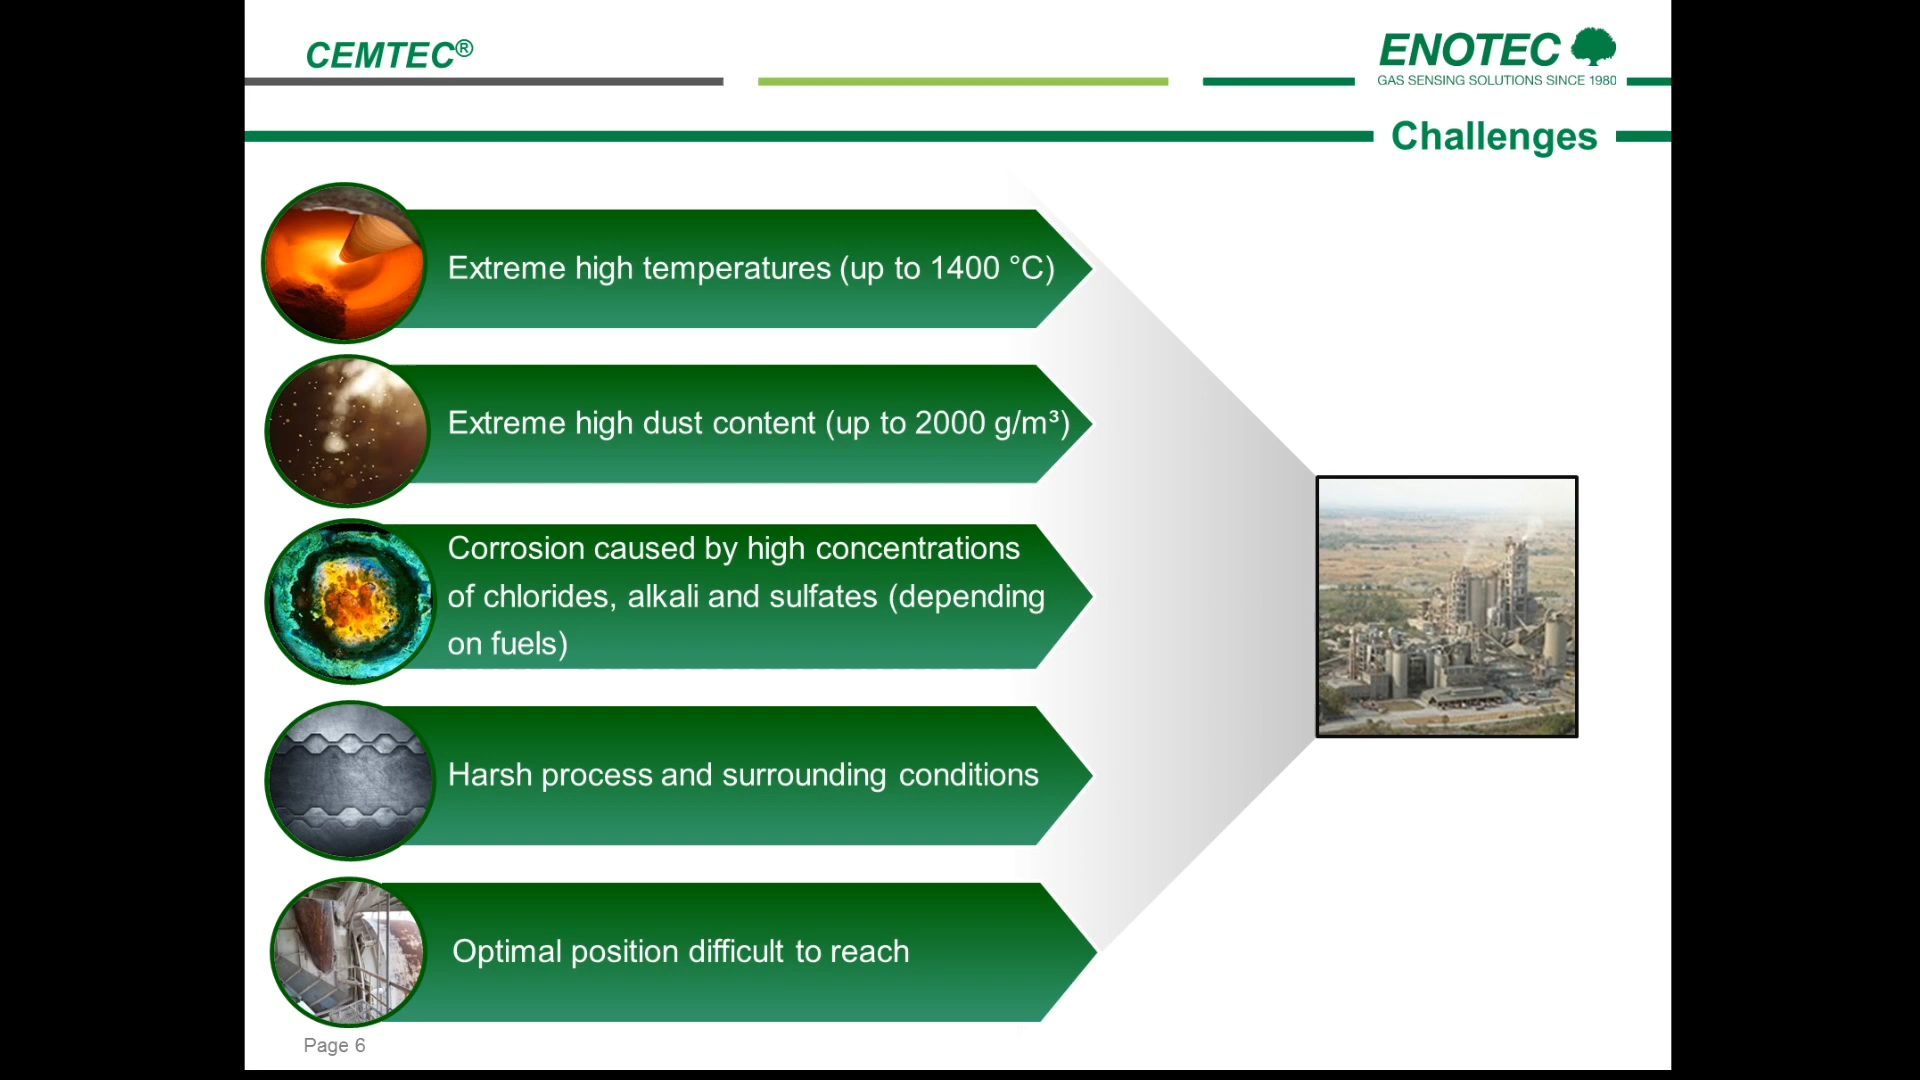 CEMTEC®
ENOTEC
GAS SENSING SOLUTIONS SINCE 1980
Challenges
Extreme high temperatures (up to 1400 °C)
Extreme high dust content (up to 2000 g/m³)
Corrosion caused by high concentrations
of chlorides, alkali and sulfates (depending
on fuels)
Harsh process and surrounding conditions
Optimal position difficult to reach
Page 6